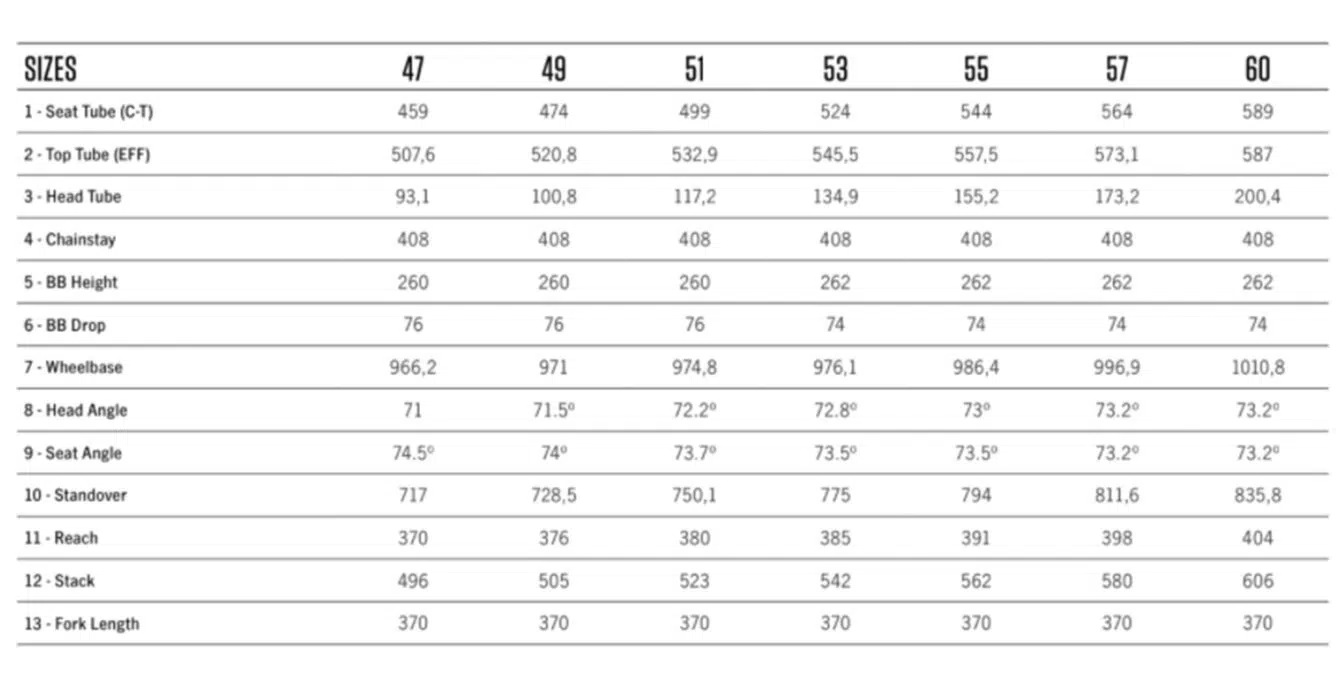 SIZES 47 49 51 53 55 57 60
1 - Seat Tube (C-T) 459 474 499 524 544 564 589
2 - Top Tube (EFF) 507,6 520,8 532,9 545,5 557,5 573,1 587
3 - Head Tube 93,1 100,8 117,2 134,9 155,2 173,2 200,4
4 - Chainstay 408 408 408 408 408 408 408
5 - BB Height 260 260 260 262 262 262 262
6 - BB Drop 76 76 76 74 74 74 74
7 - Wheelbase 966,2 971 974,8 976,1 986,4 996,9 1010,8
8 - Head Angle 71 71.5º 72.2º 72.8º 73º 73.2º 73.2º
9 - Seat Angle 74.5º 74º 73.7º 73.5º 73.5º 73.2º 73.2º
10 - Standover 717 728,5 750,1 775 794 811,6 835,8
11 - Reach 370 376 380 385 391 398 404
12 - Stack 496 505 523 542 562 580 606
13 - Fork Length 370 370 370 370 370 370 370